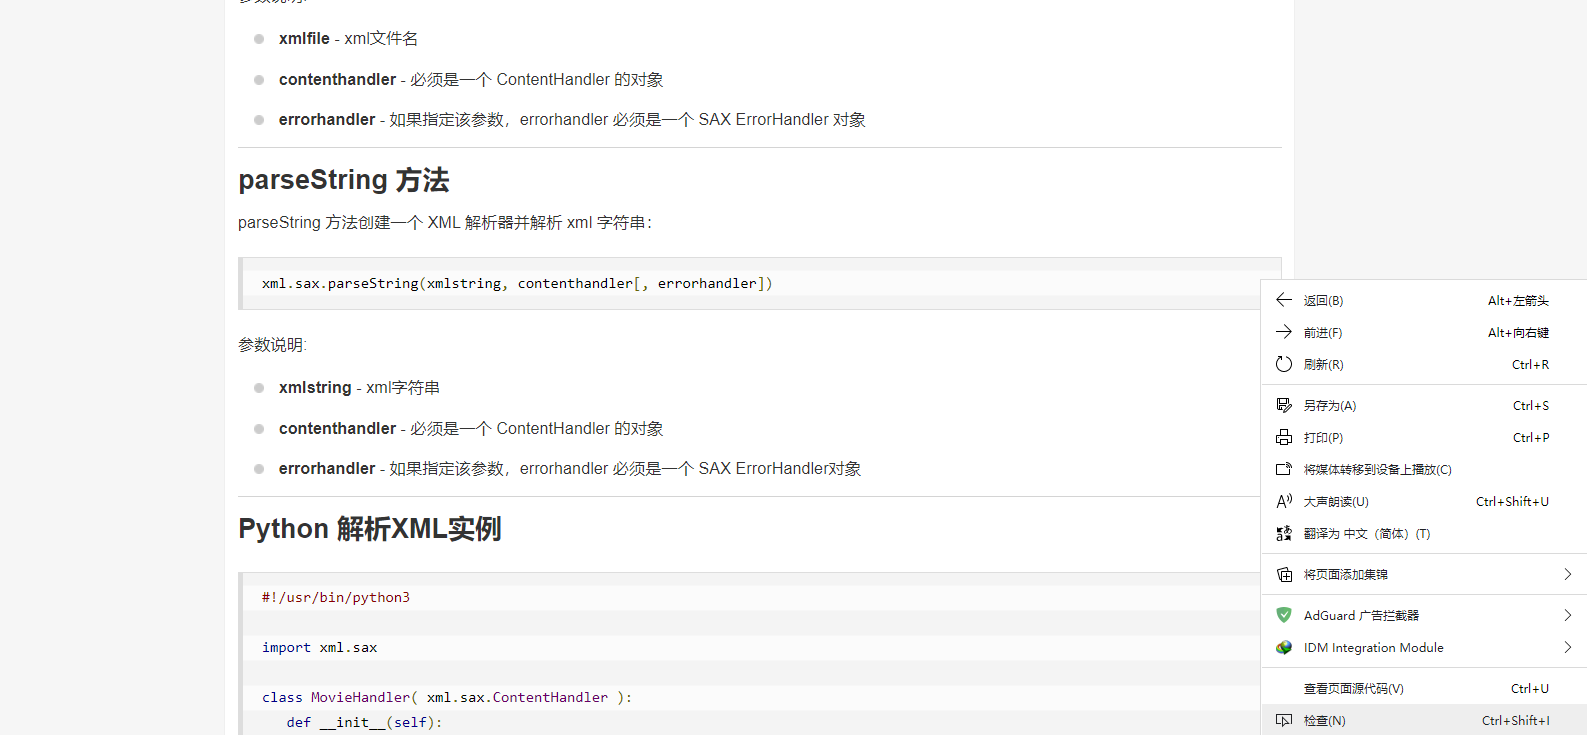 参数说明:
xmlfile - xml文件名
contenthandler - 必须是一个 ContentHandler 的对象
errorhandler - 如果指定该参数，errorhandler 必须是一个 SAX ErrorHandler 对象
parseString 方法
parseString 方法创建一个 XML 解析器并解析 xml 字符串：
xml.sax.parseString(xmlstring, contenthandler[, errorhandler])
参数说明:
xmlstring - xml字符串
contenthandler - 必须是一个 ContentHandler 的对象
errorhandler - 如果指定该参数，errorhandler 必须是一个 SAX ErrorHandler对象
Python 解析XML实例
#!/usr/bin/python3
import xml.sax
class MovieHandler( xml.sax.ContentHandler ):
def __init__(self):
返回(B) Alt+左箭头
前进(F) Alt+向右键
刷新(R) Ctrl+R
另存为(A) Ctrl+S
打印(P) Ctrl+P
将媒体转移到设备上播放(C)
大声朗读(U) Ctrl+Shift+U
翻译为 中文（简体）(T)
将页面添加集锦
AdGuard 广告拦截器
IDM Integration Module
查看页面源代码(V) Ctrl+U
检查(N) Ctrl+Shift+I